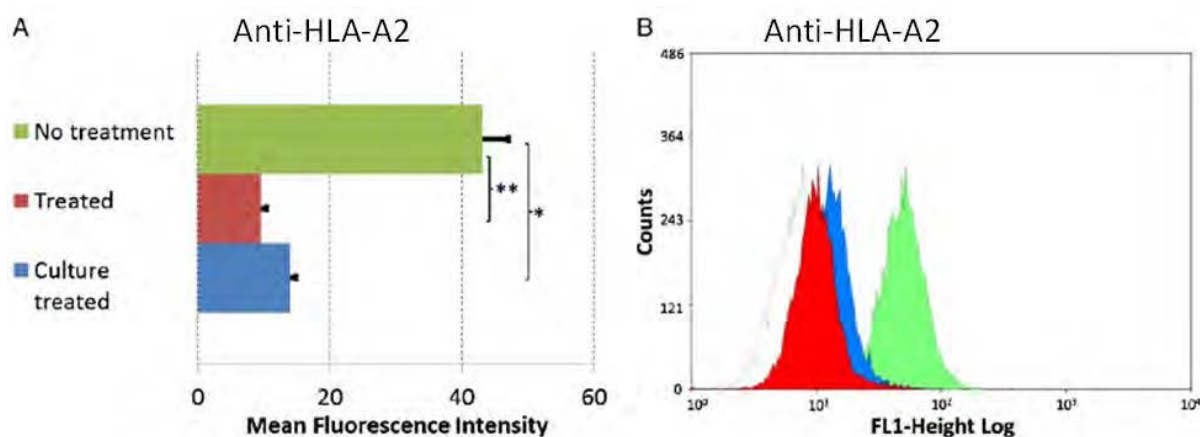 A
Anti-HLA-A2
No treatment
Treated
Culture
treated
**
*
0 20 40 60
Mean Fluorescence Intensity
B
Anti-HLA-A2
486
364
243
121
0
Counts
10⁰ 10¹ 10² 10³ 10⁴
FL1-Height Log